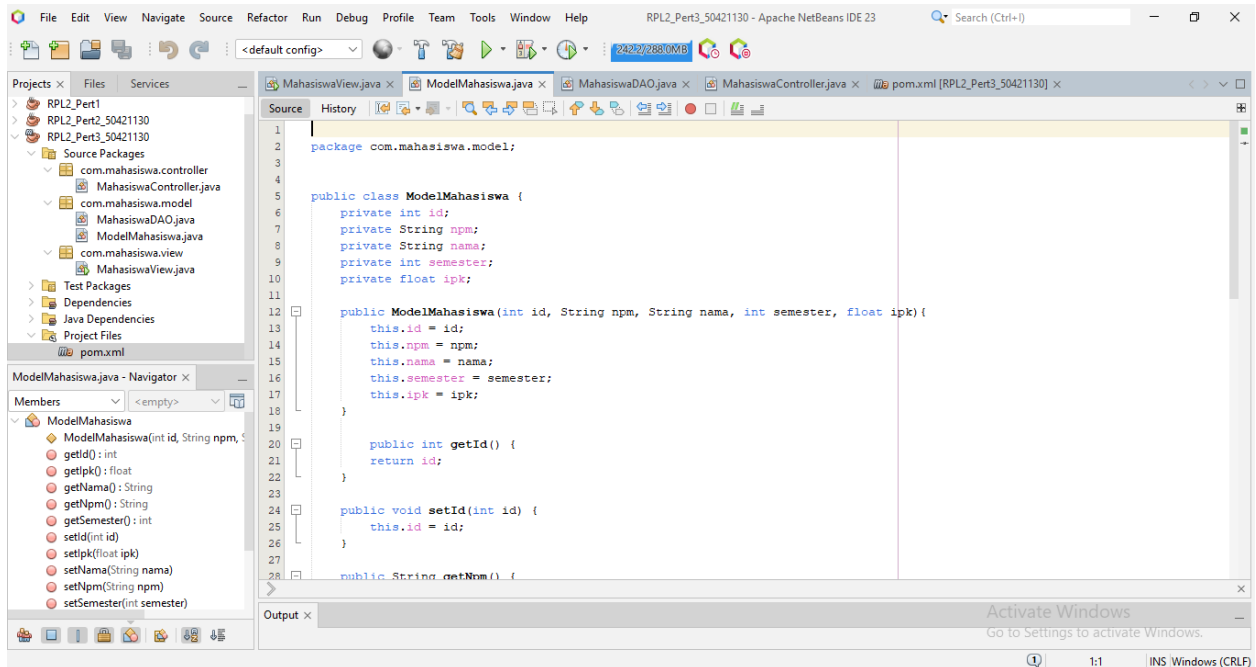 File Edit View Navigate Source Refactor Run Debug Profile Team Tools Window Help RPL2_Pert3_50421130 - Apache NetBeans IDE 23 Search (Ctrl+I)
<default config> 242.2/288.0MB
Projects Files Services
RPL2_Pert1
RPL2_Pert2_50421130
RPL2_Pert3_50421130
Source Packages
com.mahasiswa.controller
MahasiswaController.java
com.mahasiswa.model
MahasiswaDAO.java
ModelMahasiswa.java
com.mahasiswa.view
MahasiswaView.java
Test Packages
Dependencies
Java Dependencies
Project Files
pom.xml
ModelMahasiswa.java - Navigator
Members <empty>
ModelMahasiswa
ModelMahasiswa(int id, String npm, S
getId() : int
getIpk() : float
getNama() : String
getNpm() : String
getSemester() : int
setId(int id)
setIpk(float ipk)
setNama(String nama)
setNpm(String npm)
setSemester(int semester)
MahasiswaView.java ModelMahasiswa.java MahasiswaDAO.java MahasiswaController.java pom.xml [RPL2_Pert3_50421130]
Source History
1
2 package com.mahasiswa.model;
3
4
5 public class ModelMahasiswa {
6 private int id;
7 private String npm;
8 private String nama;
9 private int semester;
10 private float ipk;
11
12 public ModelMahasiswa(int id, String npm, String nama, int semester, float ipk){
13 this.id = id;
14 this.npm = npm;
15 this.nama = nama;
16 this.semester = semester;
17 this.ipk = ipk;
18 }
19
20 public int getId() {
21 return id;
22 }
23
24 public void setId(int id) {
25 this.id = id;
26 }
27
28 public String getNpm() {
Output
Activate Windows
Go to Settings to activate Windows.
1 1:1 INS Windows (CRLF)